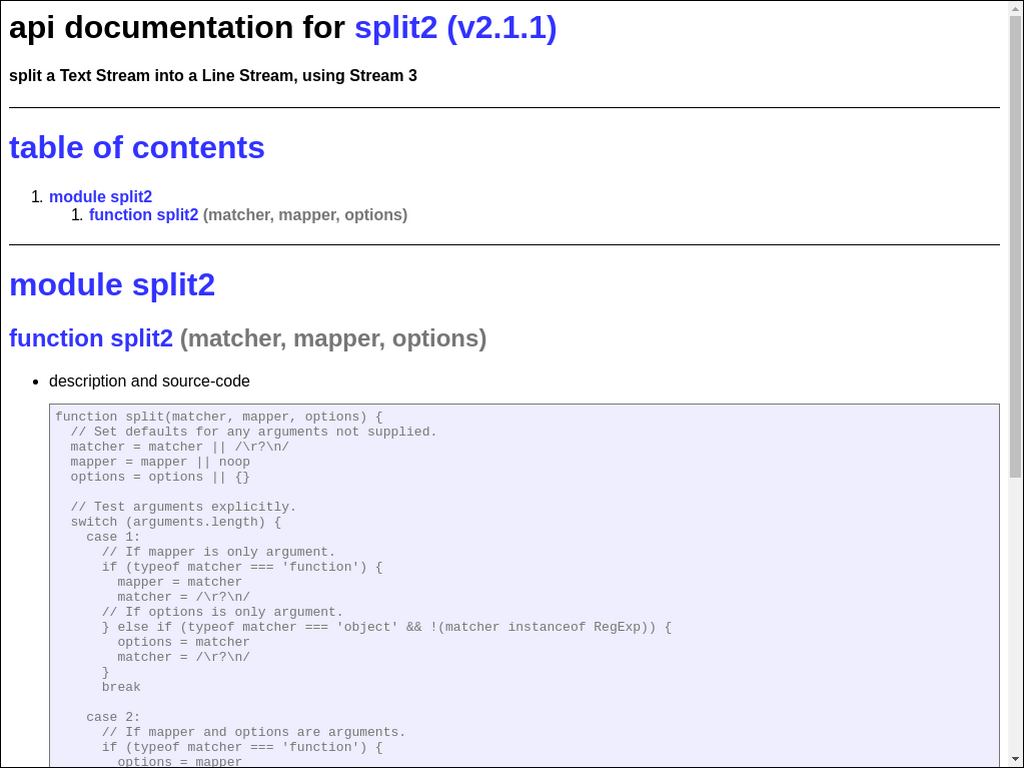 api documentation for split2 (v2.1.1)
split a Text Stream into a Line Stream, using Stream 3
table of contents
1. module split2
1. function split2 (matcher, mapper, options)
module split2
function split2 (matcher, mapper, options)
• description and source-code
function split(matcher, mapper, options) {
  // Set defaults for any arguments not supplied.
  matcher = matcher || /\r?\n/
  mapper = mapper || noop
  options = options || {}

  // Test arguments explicitly.
  switch (arguments.length) {
    case 1:
      // If mapper is only argument.
      if (typeof matcher === 'function') {
        mapper = matcher
        matcher = /\r?\n/
      // If options is only argument.
      } else if (typeof matcher === 'object' && !(matcher instanceof RegExp)) {
        options = matcher
        matcher = /\r?\n/
      }
      break

    case 2:
      // If mapper and options are arguments.
      if (typeof matcher === 'function') {
        options = mapper